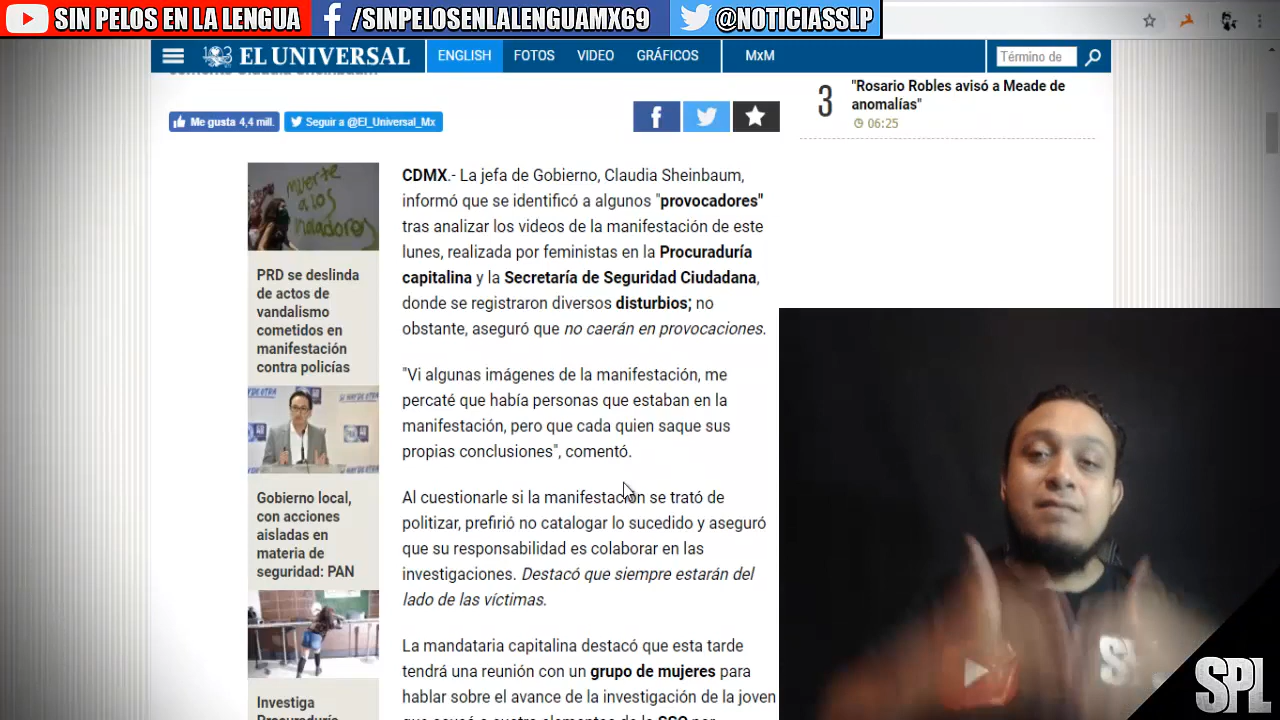 SIN PELOS EN LA LENGUA
/SINPELOSENLALENGUAMX69
@NOTICIASSLP
EL UNIVERSAL
ENGLISH
FOTOS
VIDEO
GRÁFICOS
MxM
Término de
Me gusta 4,4 mill.
Seguir a @El_Universal_Mx
3
"Rosario Robles avisó a Meade de
anomalías"
06:25
MUERTE
A LOS
VIOLADORES
PRD se deslinda
de actos de
vandalismo
cometidos en
manifestación
contra policías
Gobierno local,
con acciones
aisladas en
materia de
seguridad: PAN
Investiga
CDMX.- La jefa de Gobierno, Claudia Sheinbaum,
informó que se identificó a algunos "provocadores"
tras analizar los videos de la manifestación de este
lunes, realizada por feministas en la Procuraduría
capitalina y la Secretaría de Seguridad Ciudadana,
donde se registraron diversos disturbios; no
obstante, aseguró que no caerán en provocaciones.
"Vi algunas imágenes de la manifestación, me
percaté que había personas que estaban en la
manifestación, pero que cada quien saque sus
propias conclusiones", comentó.
Al cuestionarle si la manifestación se trató de
politizar, prefirió no catalogar lo sucedido y aseguró
que su responsabilidad es colaborar en las
investigaciones. Destacó que siempre estarán del
lado de las víctimas.
La mandataria capitalina destacó que esta tarde
tendrá una reunión con un grupo de mujeres para
hablar sobre el avance de la investigación de la joven
SPL